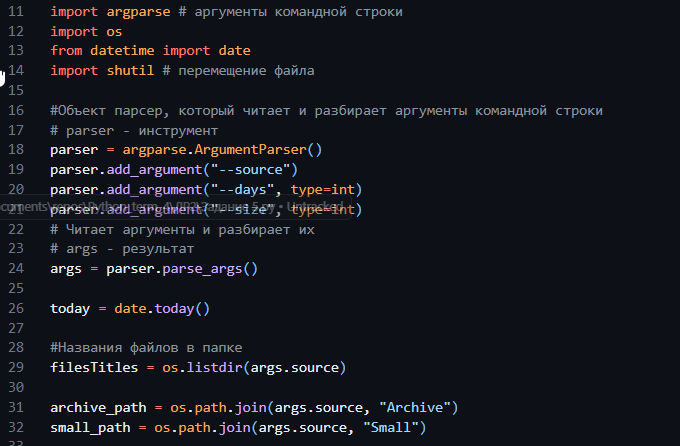 11 import argparse # аргументы командной строки
12 import os
13 from datetime import date
14 import shutil # перемещение файла
15
16 #Объект парсер, который читает и разбирает аргументы командной строки
17 # parser - инструмент
18 parser = argparse.ArgumentParser()
19 parser.add_argument("--source")
20 parser.add_argument("--days", type=int)
21 parser.add_argument("--size", type=int)
22 # Читает аргументы и разбирает их
23 # args - результат
24 args = parser.parse_args()
25
26 today = date.today()
27
28 #Названия файлов в папке
29 filesTitles = os.listdir(args.source)
30
31 archive_path = os.path.join(args.source, "Archive")
32 small_path = os.path.join(args.source, "Small")